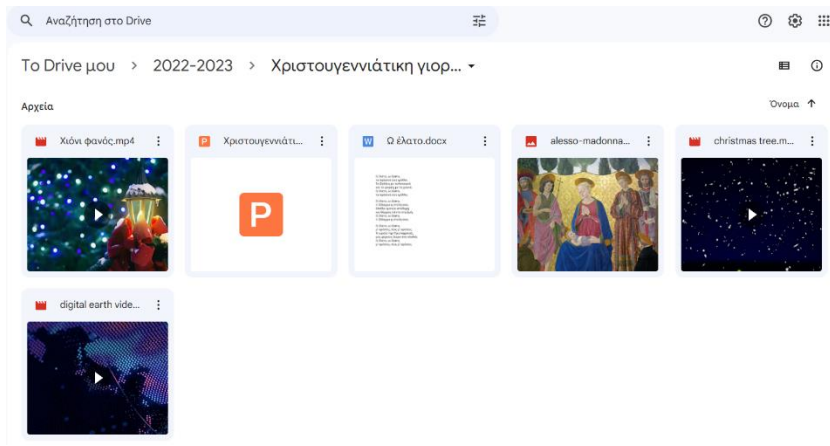 Αναζήτηση στο Drive
Το Drive μου > 2022-2023 > Χριστουγεννιάτικη γιορ...
Αρχεία
Όνομα
Χιόνι φανός.mp4
Χριστουγεννιάτι...
Ω έλατο.docx
alesso-madonna...
christmas tree.m...
P
W
P
digital earth vide...